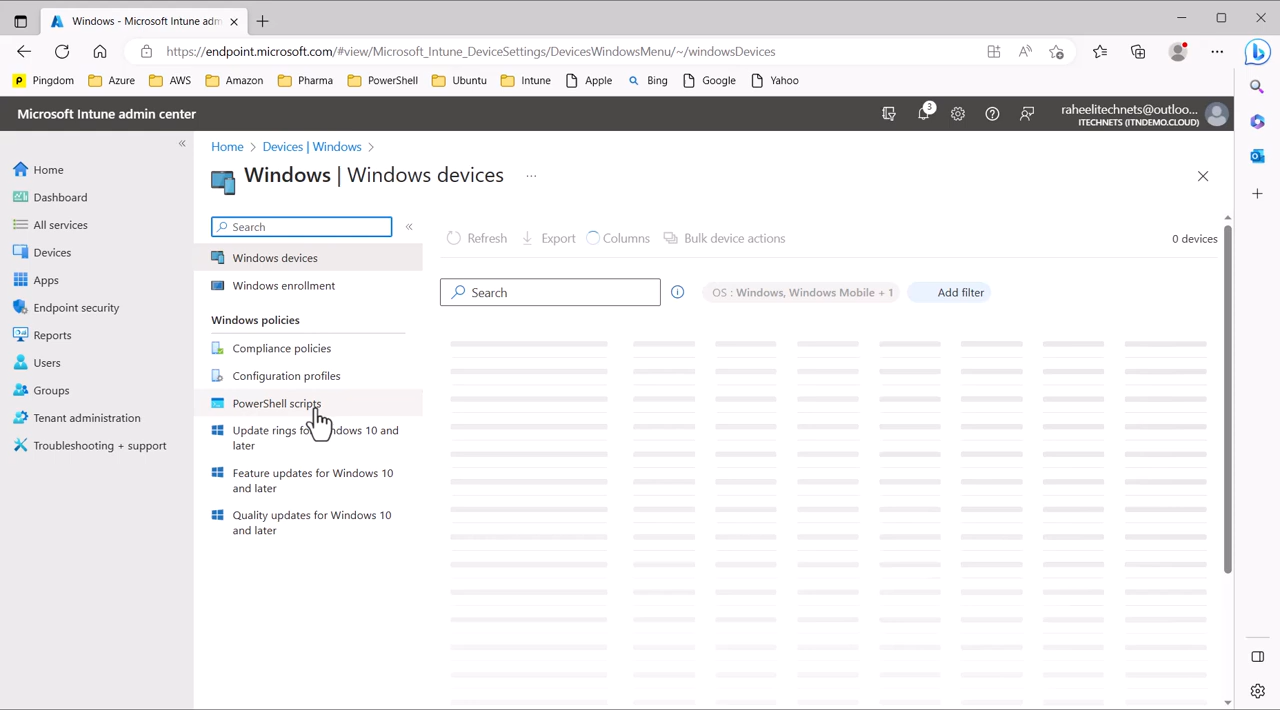 Windows - Microsoft Intune adm
https://endpoint.microsoft.com/#view/Microsoft_Intune_DeviceSettings/DevicesWindowsMenu/~/windowsDevices
Pingdom Azure AWS Amazon Pharma PowerShell Ubuntu Intune Apple Bing Google Yahoo
Microsoft Intune admin center
3
raheelitechnets@outloo...
ITECHNETS (ITNDEMO.CLOUD)
Home > Devices | Windows >
Windows | Windows devices ...
Home
Dashboard
All services
Devices
Apps
Endpoint security
Reports
Users
Groups
Tenant administration
Troubleshooting + support
Search
Windows devices
Windows enrollment
Windows policies
Compliance policies
Configuration profiles
PowerShell scripts
Update rings for Windows 10 and
later
Feature updates for Windows 10
and later
Quality updates for Windows 10
and later
Refresh Export Columns Bulk device actions 0 devices
Search OS : Windows, Windows Mobile + 1 Add filter